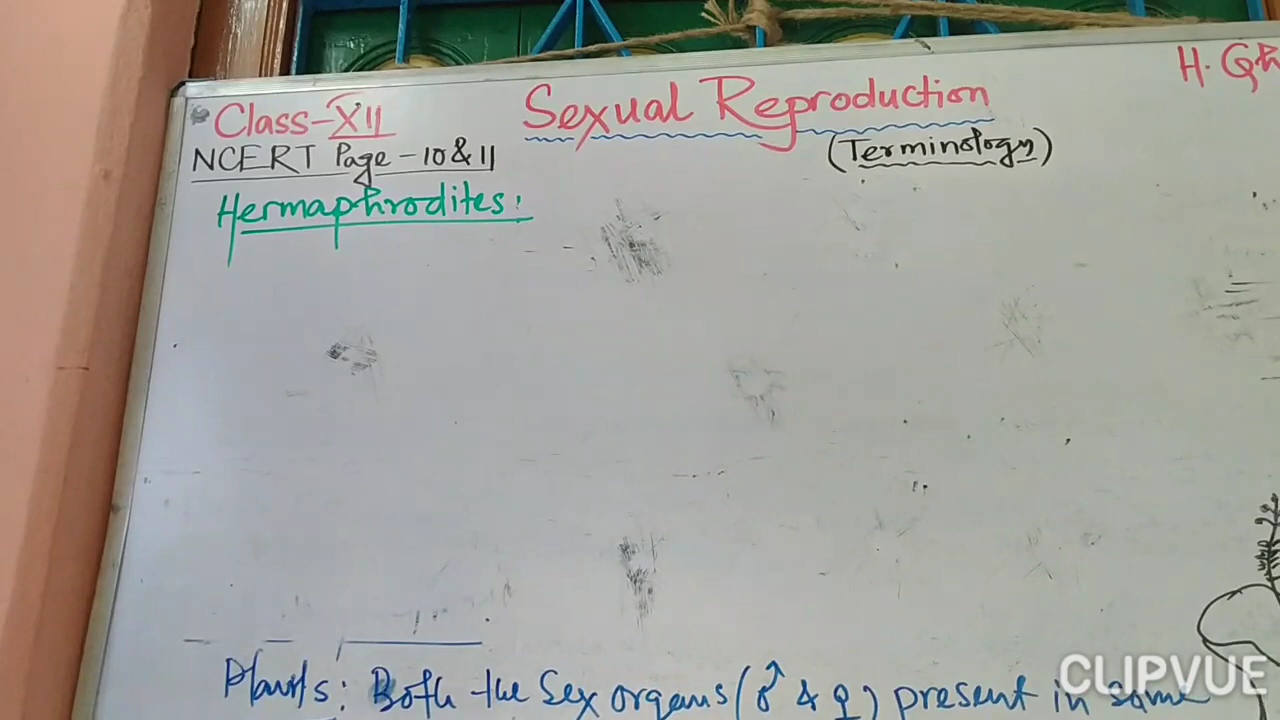 Class-XII
Sexual Reproduction
H.
NCERT Page-10 & 11
(Terminology)
Hermaphrodites:
Plants: Both the sex organs (♂ & ♀) present in same
CLIPVUE